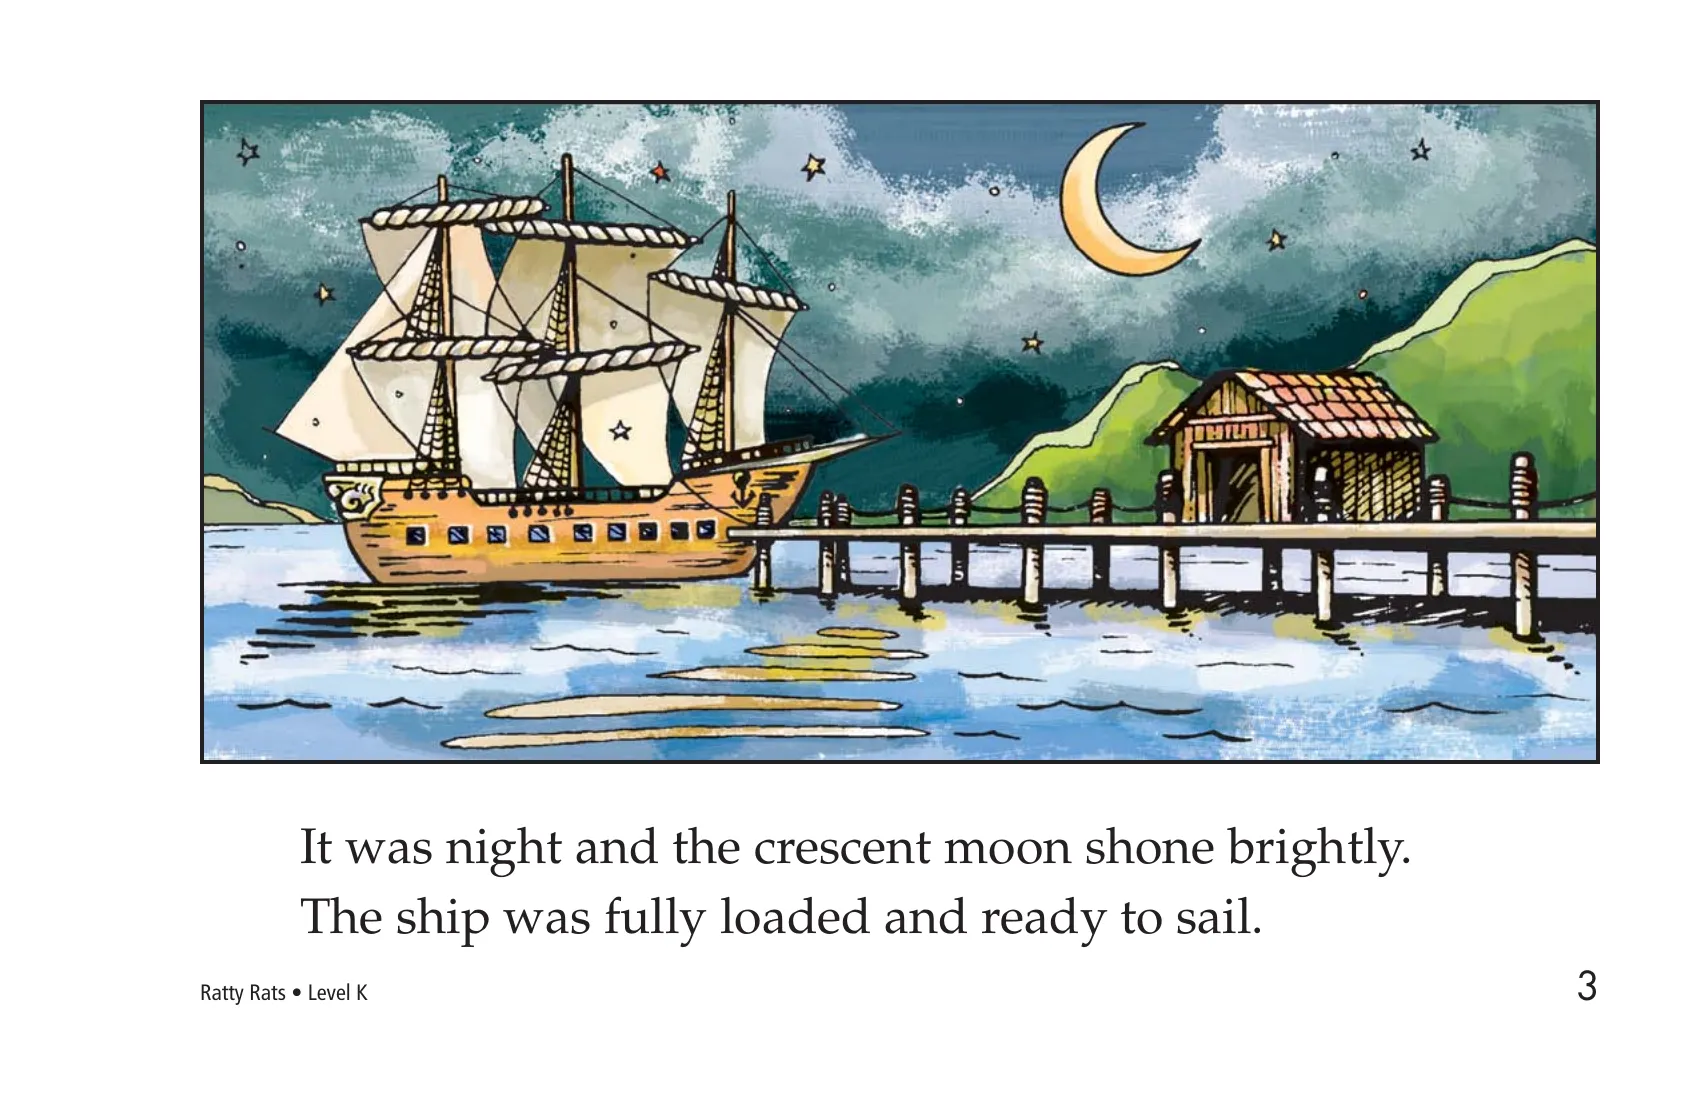 It was night and the crescent moon shone brightly.
The ship was fully loaded and ready to sail.
Ratty Rats • Level K
3